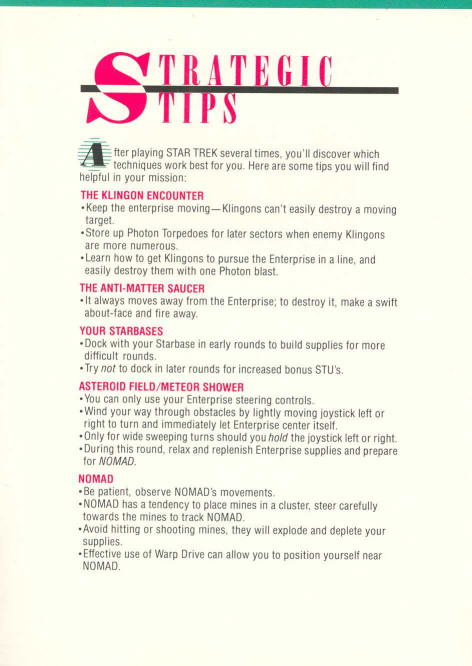 STRATEGIC
TIPS
After playing STAR TREK several times, you'll discover which
techniques work best for you. Here are some tips you will find
helpful in your mission:
THE KLINGON ENCOUNTER
•Keep the enterprise moving—Klingons can't easily destroy a moving
target.
•Store up Photon Torpedoes for later sectors when enemy Klingons
are more numerous.
•Learn how to get Klingons to pursue the Enterprise in a line, and
easily destroy them with one Photon blast.
THE ANTI-MATTER SAUCER
•It always moves away from the Enterprise; to destroy it, make a swift
about-face and fire away.
YOUR STARBASES
•Dock with your Starbase in early rounds to build supplies for more
difficult rounds.
•Try not to dock in later rounds for increased bonus STU's.
ASTEROID FIELD/METEOR SHOWER
•You can only use your Enterprise steering controls.
•Wind your way through obstacles by lightly moving joystick left or
right to turn and immediately let Enterprise center itself.
•Only for wide sweeping turns should you hold the joystick left or right.
•During this round, relax and replenish Enterprise supplies and prepare
for NOMAD.
NOMAD
•Be patient, observe NOMAD's movements.
•NOMAD has a tendency to place mines in a cluster, steer carefully
towards the mines to track NOMAD.
•Avoid hitting or shooting mines, they will explode and deplete your
supplies.
•Effective use of Warp Drive can allow you to position yourself near
NOMAD.